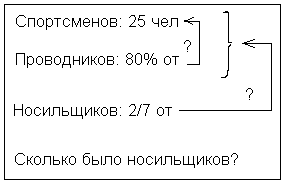 Спортсменов: 25 чел
?
Проводников: 80% от
?
Носильщиков: 2/7 от
Сколько было носильщиков?